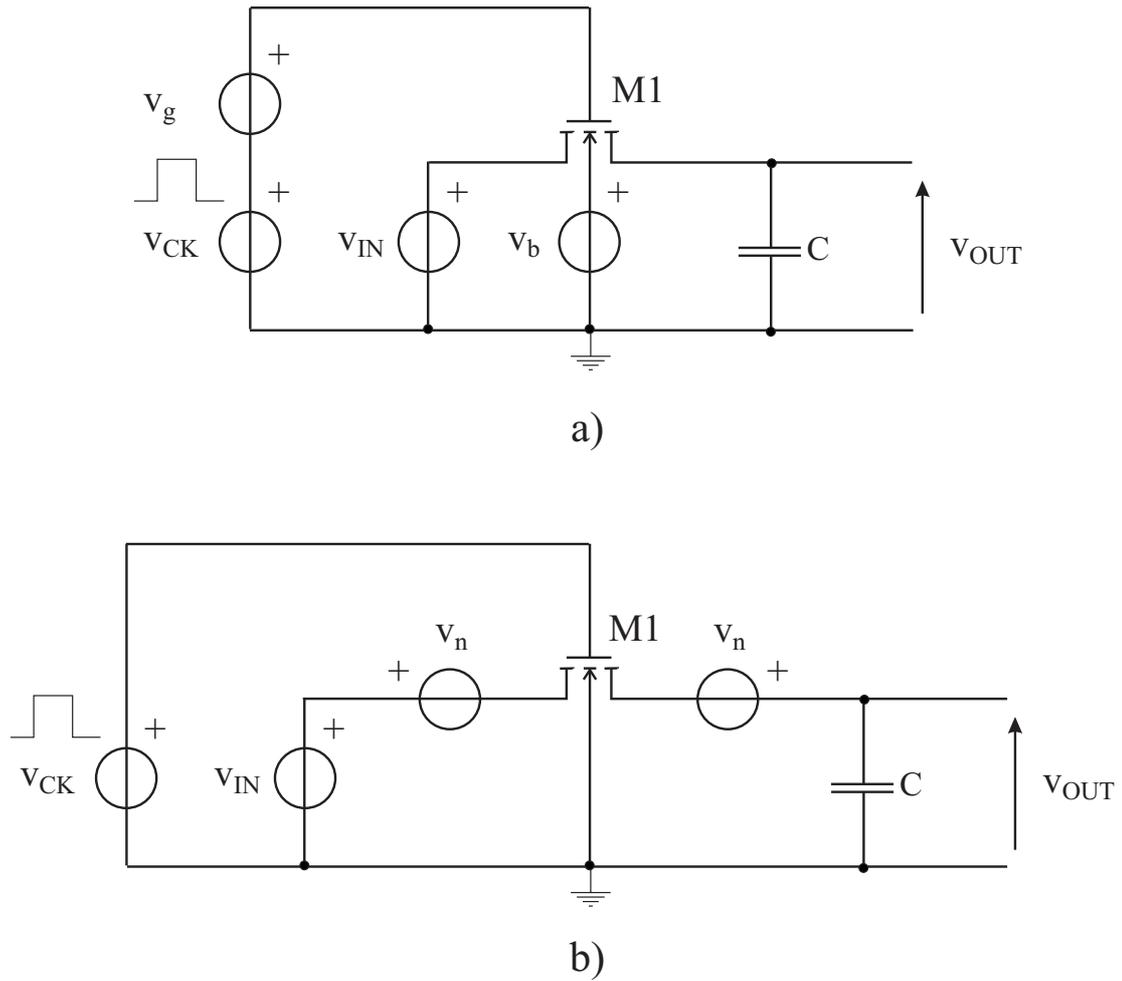 +
v_g
M1
+
+
+
v_CK
v_IN
v_b
C
v_OUT
a)
v_n
M1
v_n
+
+
+
+
v_CK
v_IN
C
v_OUT
b)